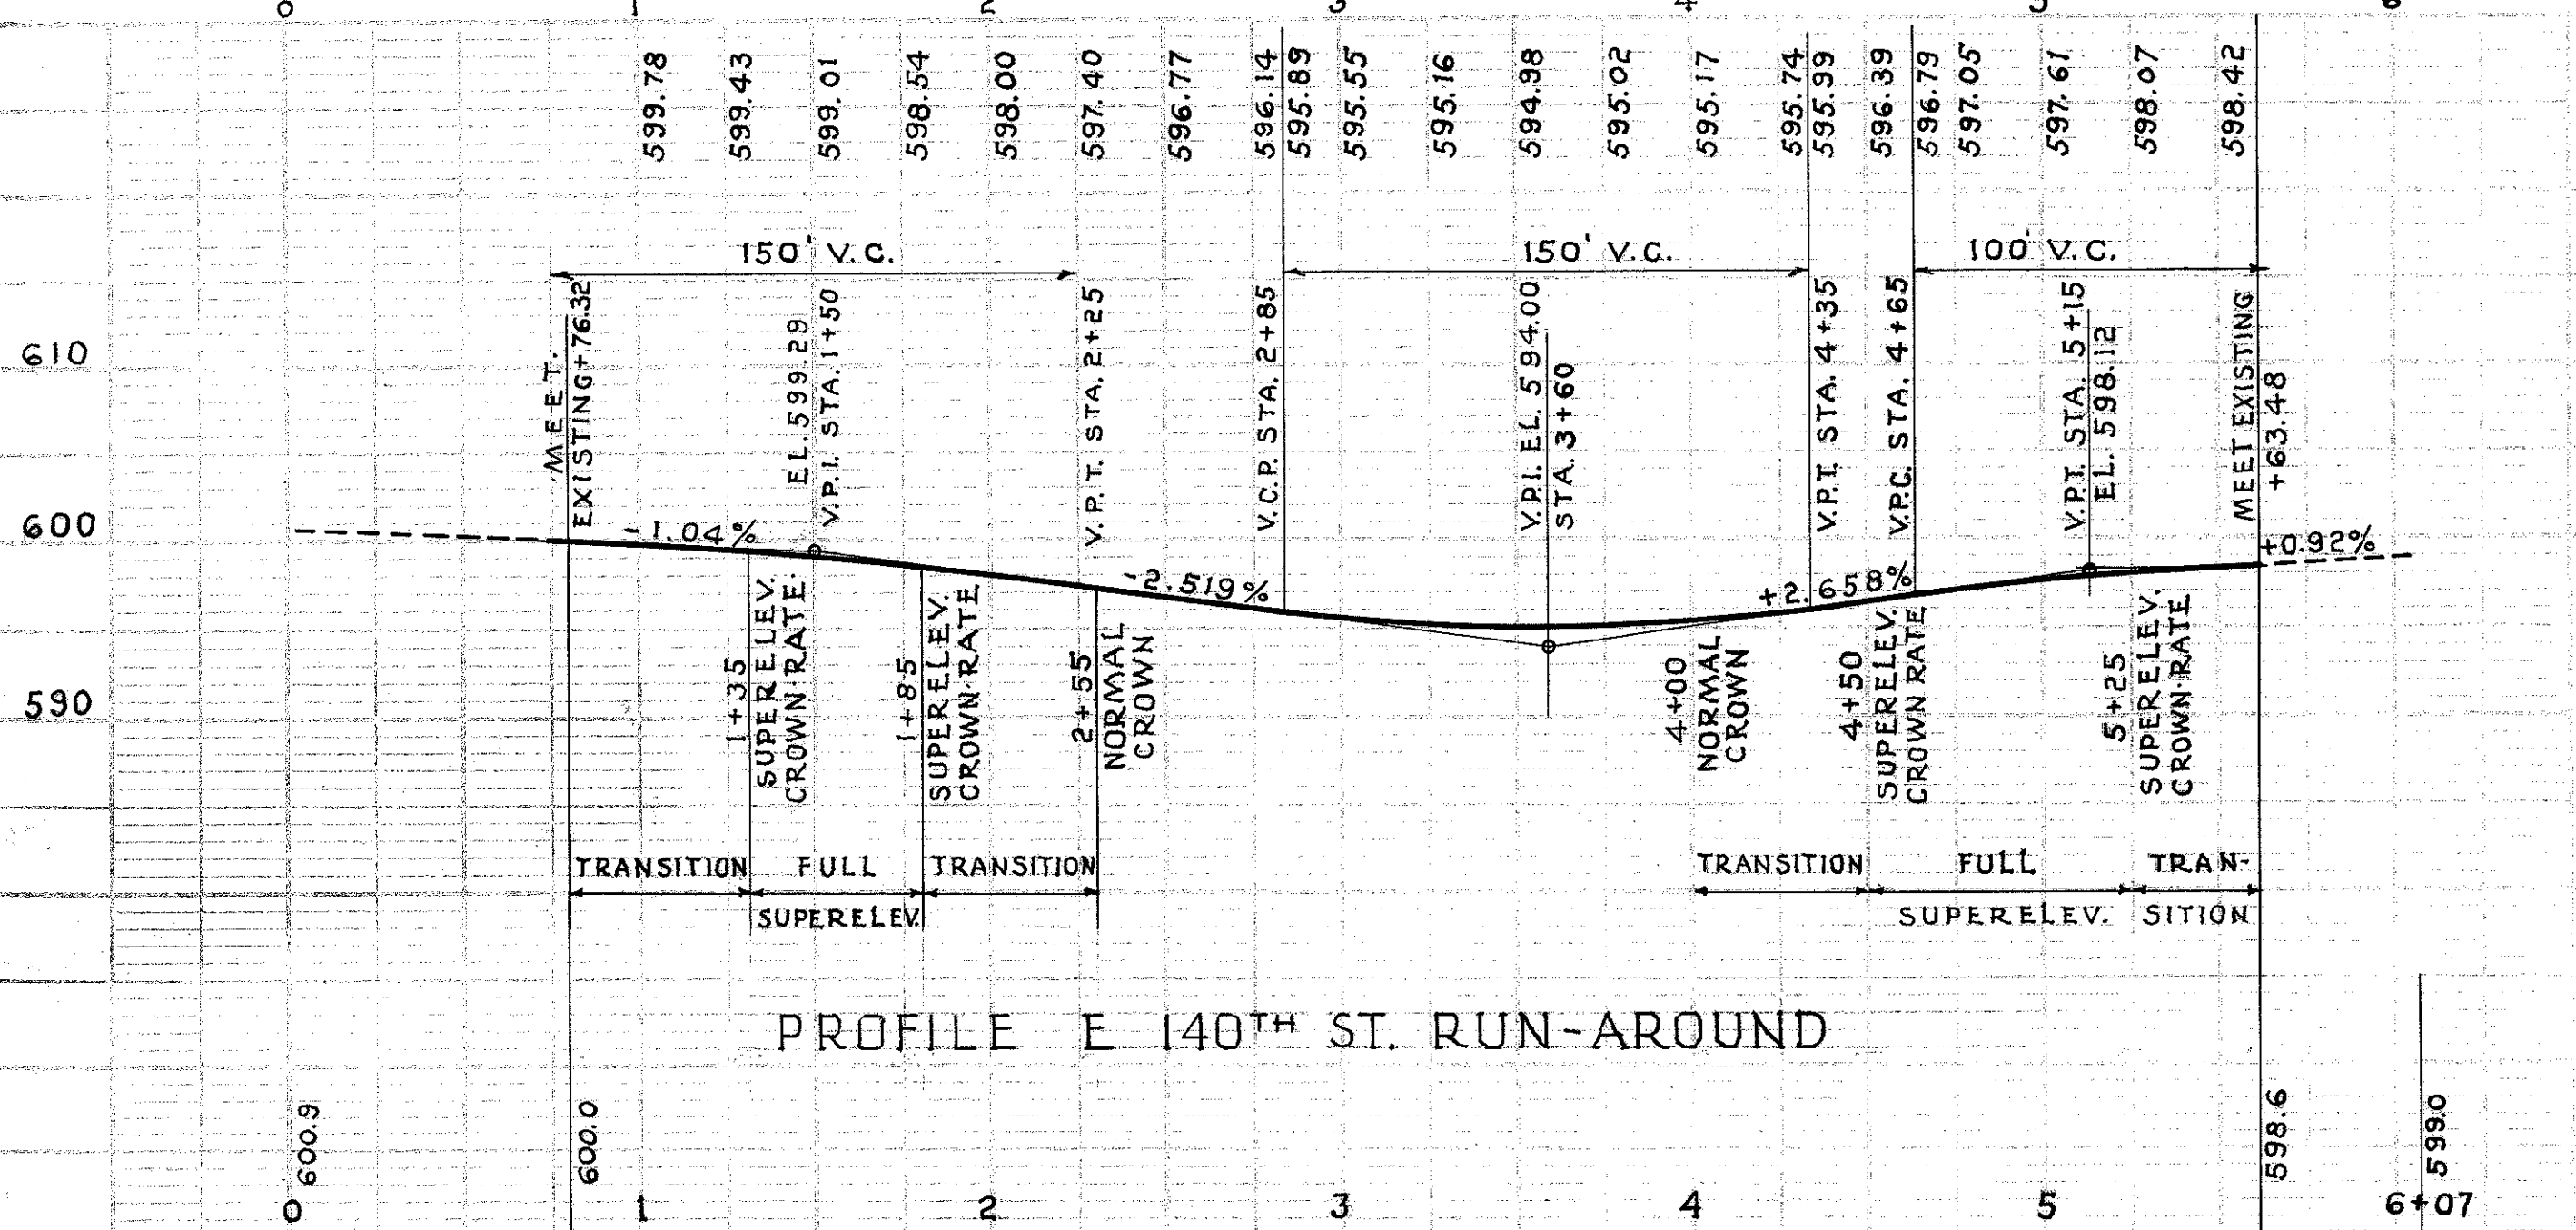 0 1 2 3 4 5 6
599.78
599.43
599.01
598.54
598.00
597.40
596.77
596.14
595.89
595.55
595.16
594.98
595.02
595.17
595.74
595.99
596.39
596.79
597.05
597.61
598.07
598.42
150' V.C.
150' V.C.
100' V.C.
610
600
590
MEET.
EXISTING+76.32
EL.599.29
V.P.I. STA.1+50
V.P.T. STA. 2+25
V.C.P. STA. 2+85
V.P.I. EL. 594.00
STA. 3+60
V.P.T. STA. 4+35
V.P.C. STA. 4+65
V.P.T. STA. 5+15
EL. 598.12
MEET EXISTING
+63.48
-1.04%
-2.519%
+2.658%
+0.92%
1+35
SUPERELEV.
CROWN RATE.
1+85
SUPERELEV.
CROWN RATE
2+55
NORMAL
CROWN
4+00
NORMAL
CROWN
4+50
SUPERELEV.
CROWN RATE
5+25
SUPERELEV.
CROWN RATE
TRANSITION
FULL
SUPERELEV.
TRANSITION
TRANSITION
FULL
SUPERELEV.
TRAN-
SITION
PROFILE E 140TH ST. RUN-AROUND
600.9
600.0
598.6
599.0
0 1 2 3 4 5 6+07